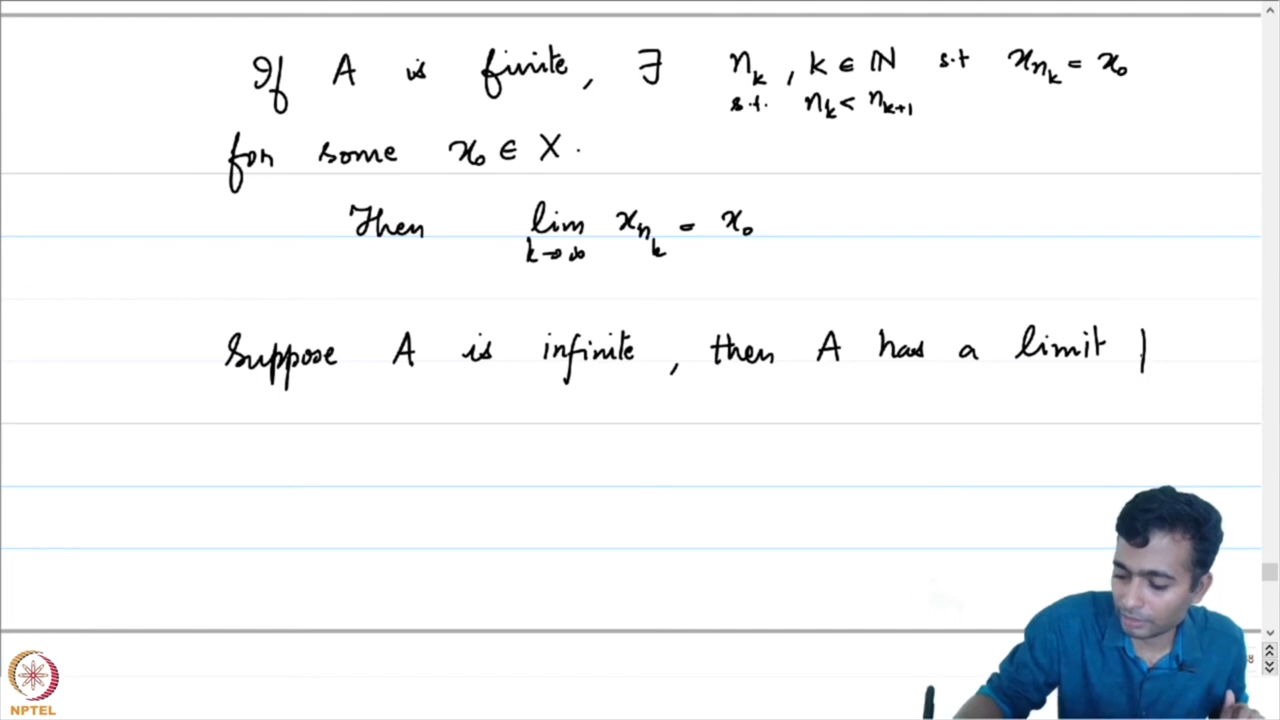 If A is finite, ∃ n_k, k ∈ ℕ s.t x_{n_k} = x_0
s.t. n_k < n_{k+1}
for some x_0 ∈ X.
Then lim_{k→∞} x_{n_k} = x_0
Suppose A is infinite, then A has a limit
NPTEL